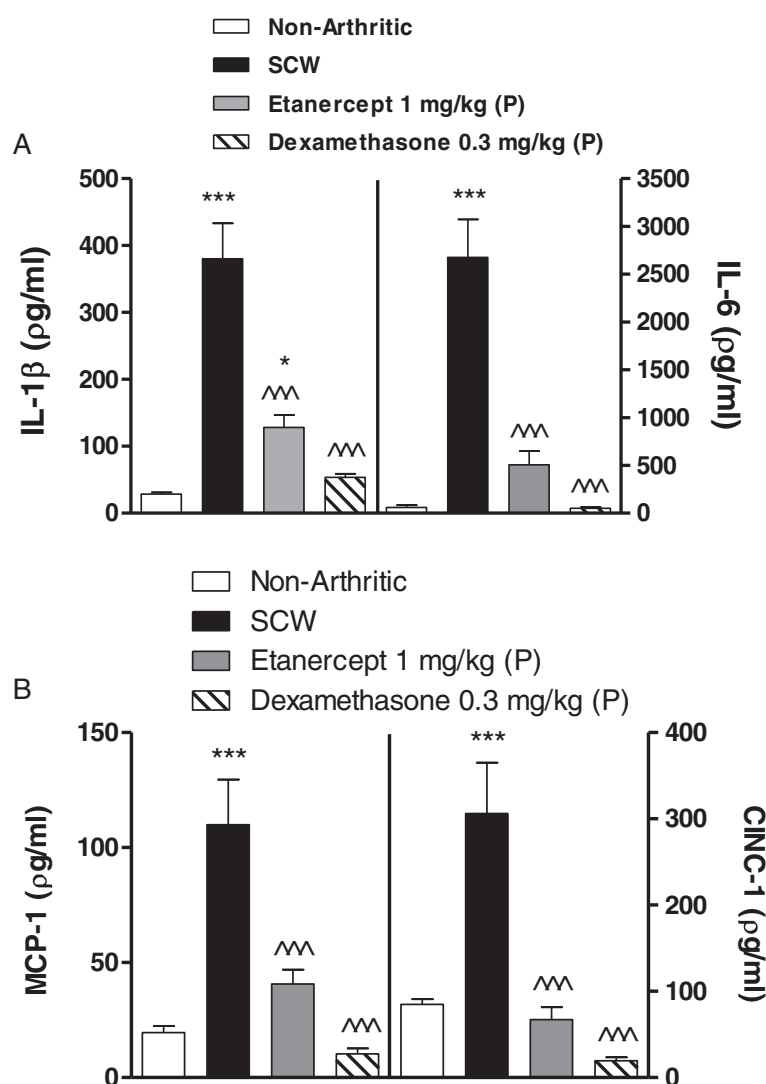 Non-Arthritic
SCW
Etanercept 1 mg/kg (P)
Dexamethasone 0.3 mg/kg (P)
A
IL-1β (ρg/ml)
500
400
300
200
100
0
***
*
^^^
^^^
***
^^^
^^^
3500
3000
2500
2000
1500
1000
500
0
IL-6 (ρg/ml)
Non-Arthritic
SCW
Etanercept 1 mg/kg (P)
Dexamethasone 0.3 mg/kg (P)
B
MCP-1 (ρg/ml)
150
100
50
0
***
^^^
^^^
***
^^^
^^^
400
300
200
100
0
CINC-1 (ρg/ml)